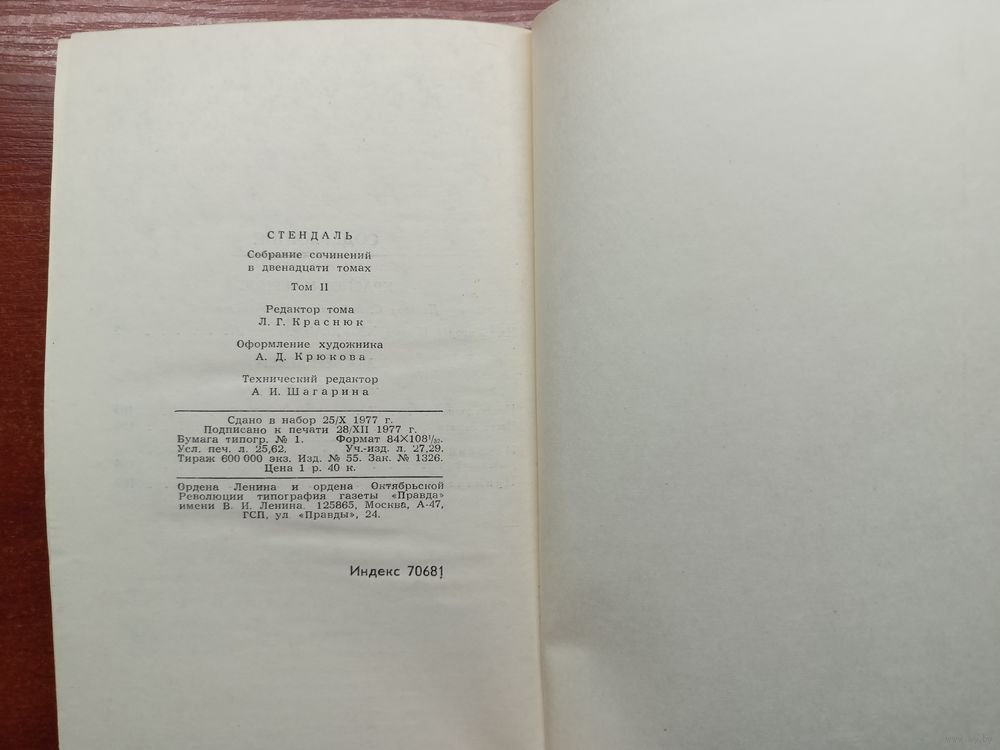 СТЕНДАЛЬ
Собрание сочинений
в двенадцати томах
Том II
Редактор тома
Л. Г. Краснюк
Оформление художника
А. Д. Крюкова
Технический редактор
А И. Шагарина
Сдано в набор 25/X 1977 г.
Подписано к печати 28/XII 1977 г.
Бумага типогр. № 1. Формат 84×108¹/₃₂.
Усл. печ. л. 25,62. Уч.-изд. л. 27,29.
Тираж 600 000 экз. Изд. № 55. Зак. № 1326.
Цена 1 р. 40 к.
Ордена Ленина и ордена Октябрьской
Революции типография газеты «Правда»
имени В. И. Ленина. 125865, Москва, А-47,
ГСП, ул «Правды», 24.
Индекс 70681